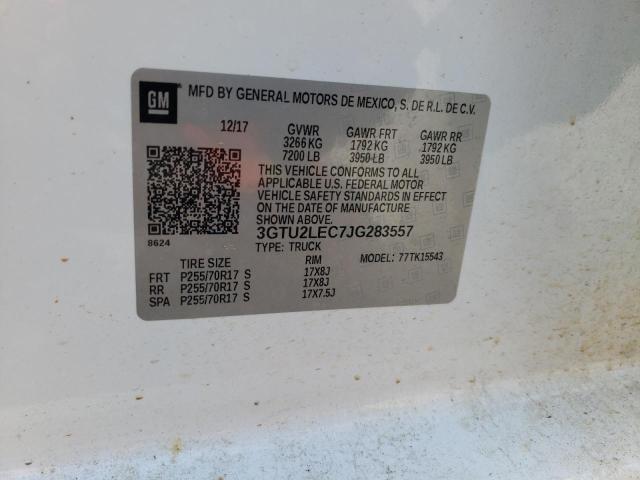 GM
MFD BY GENERAL MOTORS DE MEXICO, S. DE R.L. DE C.V.
12/17 GVWR GAWR FRT GAWR RR
3266 KG 1792 KG 1792 KG
7200 LB 3950 LB 3950 LB
THIS VEHICLE CONFORMS TO ALL
APPLICABLE U.S. FEDERAL MOTOR
VEHICLE SAFETY STANDARDS IN EFFECT
ON THE DATE OF MANUFACTURE
SHOWN ABOVE.
8624 3GTU2LEC7JG283557
TYPE: TRUCK MODEL: 77TK15543
TIRE SIZE RIM
FRT P255/70R17 S 17X8J
RR P255/70R17 S 17X8J
SPA P255/70R17 S 17X7.5J